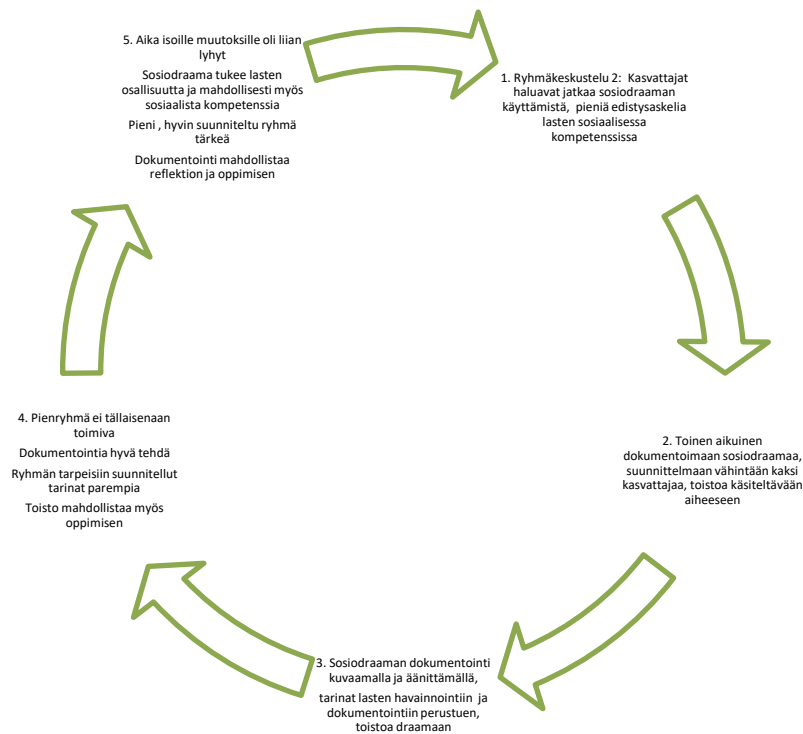 5. Aika isoille muutoksille oli liian
lyhyt
Sosiodraama tukee lasten
osallisuutta ja mahdollisesti myös
sosiaalista kompetenssia
Pieni , hyvin suunniteltu ryhmä
tärkeä
Dokumentointi mahdollistaa
reflektion ja oppimisen
1. Ryhmäkeskustelu 2: Kasvattajat
haluavat jatkaa sosiodraaman
käyttämistä, pieniä edistysaskelia
lasten sosiaalisessa
kompetenssissa
2. Toinen aikuinen
dokumentoimaan sosiodraamaa,
suunnittelmaan vähintään kaksi
kasvattajaa, toistoa käsiteltävään
aiheeseen
3. Sosiodraaman dokumentointi
kuvaamalla ja äänittämällä,
tarinat lasten havainnointiin ja
dokumentointiin perustuen,
toistoa draamaan
4. Pienryhmä ei tällaisenaan
toimiva
Dokumentointia hyvä tehdä
Ryhmän tarpeisiin suunnitellut
tarinat parempia
Toisto mahdollistaa myös
oppimisen